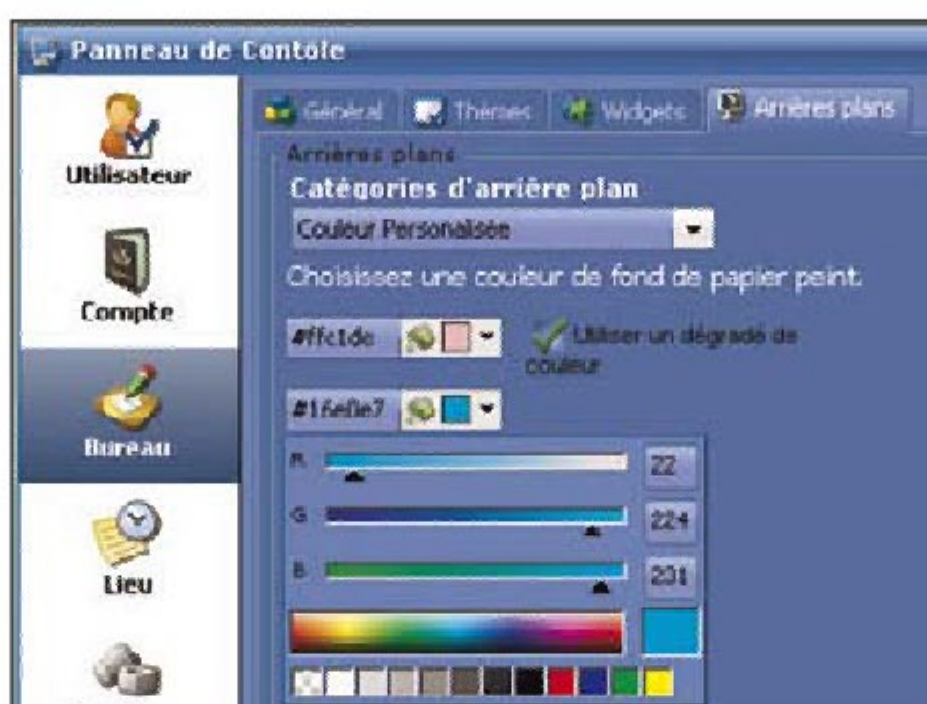 Panneau de Contole
Général Thèmes Widgets Arrières plans
Utilisateur
Compte
Bureau
Lieu
Arrières plans
Catégories d'arrière plan
Couleur Personalisée
Choisissez une couleur de fond de papier peint.
#ffc1de
Utiliser un dégradé de
couleur
#16e0e7
R 22
G 224
B 231